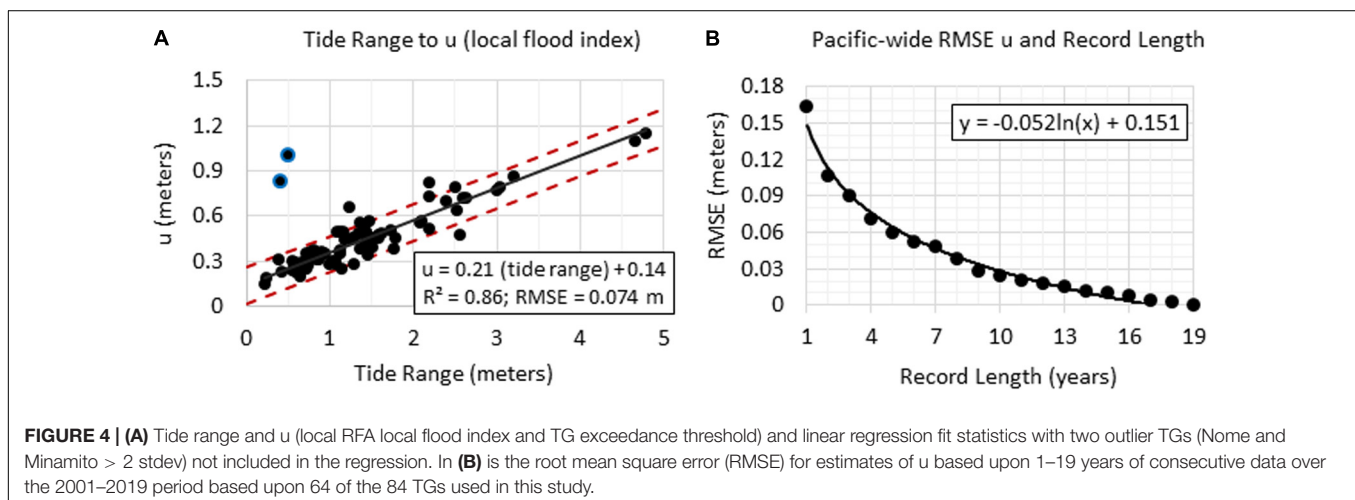 A
Tide Range to u (local flood index)
u (meters)
1.5
1.2
0.9
0.6
0.3
0
u = 0.21 (tide range) + 0.14
R² = 0.86; RMSE = 0.074 m
0 1 2 3 4 5
Tide Range (meters)
B
Pacific-wide RMSE u and Record Length
RMSE (meters)
0.18
0.15
0.12
0.09
0.06
0.03
0
y = -0.052ln(x) + 0.151
1 4 7 10 13 16 19
Record Length (years)
FIGURE 4 | (A) Tide range and u (local RFA local flood index and TG exceedance threshold) and linear regression fit statistics with two outlier TGs (Nome and
Minamito > 2 stdev) not included in the regression. In (B) is the root mean square error (RMSE) for estimates of u based upon 1–19 years of consecutive data over
the 2001–2019 period based upon 64 of the 84 TGs used in this study.